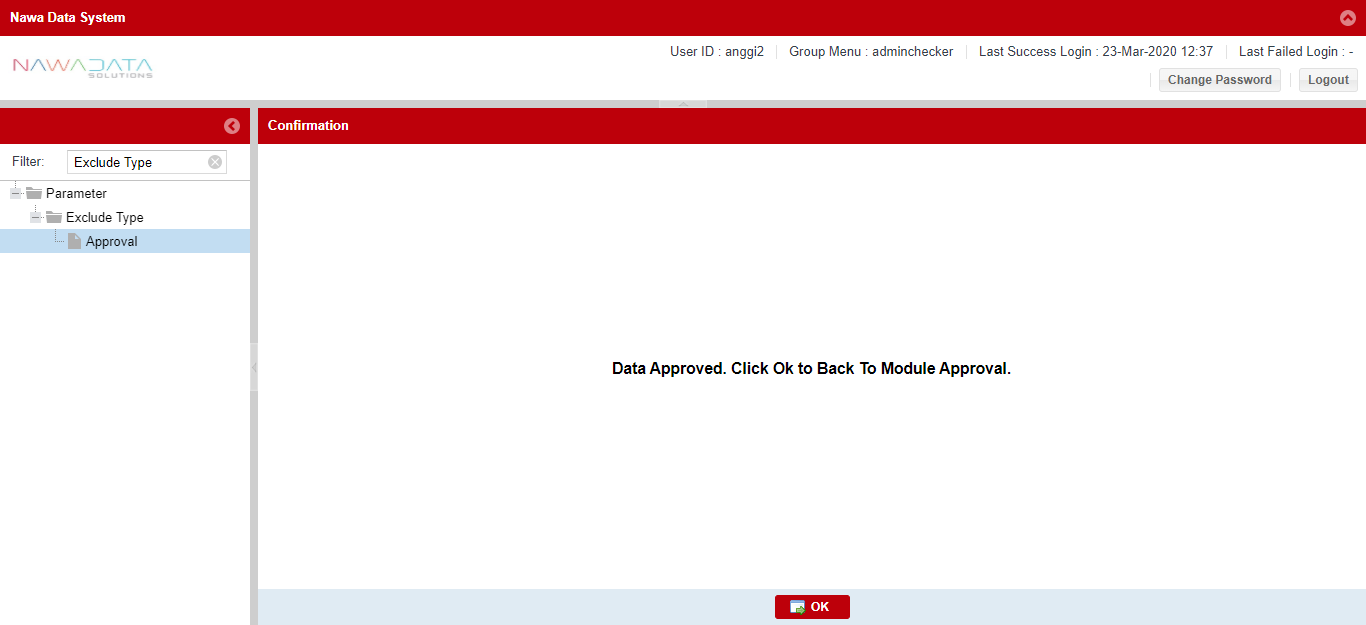 Nawa Data System
NAWADATA
SOLUTIONS
User ID : anggi2
Group Menu : adminchecker
Last Success Login : 23-Mar-2020 12:37
Last Failed Login : -
Change Password
Logout
Confirmation
Filter:
Exclude Type
Parameter
Exclude Type
Approval
Data Approved. Click Ok to Back To Module Approval.
OK